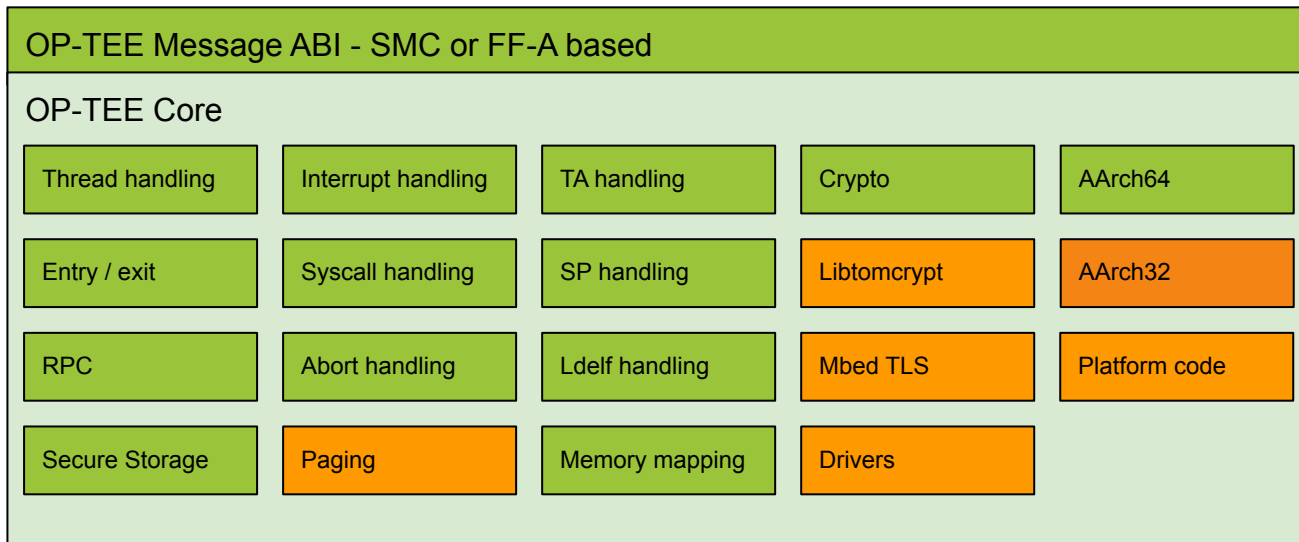 OP-TEE Message ABI - SMC or FF-A based
OP-TEE Core
Thread handling
Interrupt handling
TA handling
Crypto
AArch64
Entry / exit
Syscall handling
SP handling
Libtomcrypt
AArch32
RPC
Abort handling
Ldelf handling
Mbed TLS
Platform code
Secure Storage
Paging
Memory mapping
Drivers